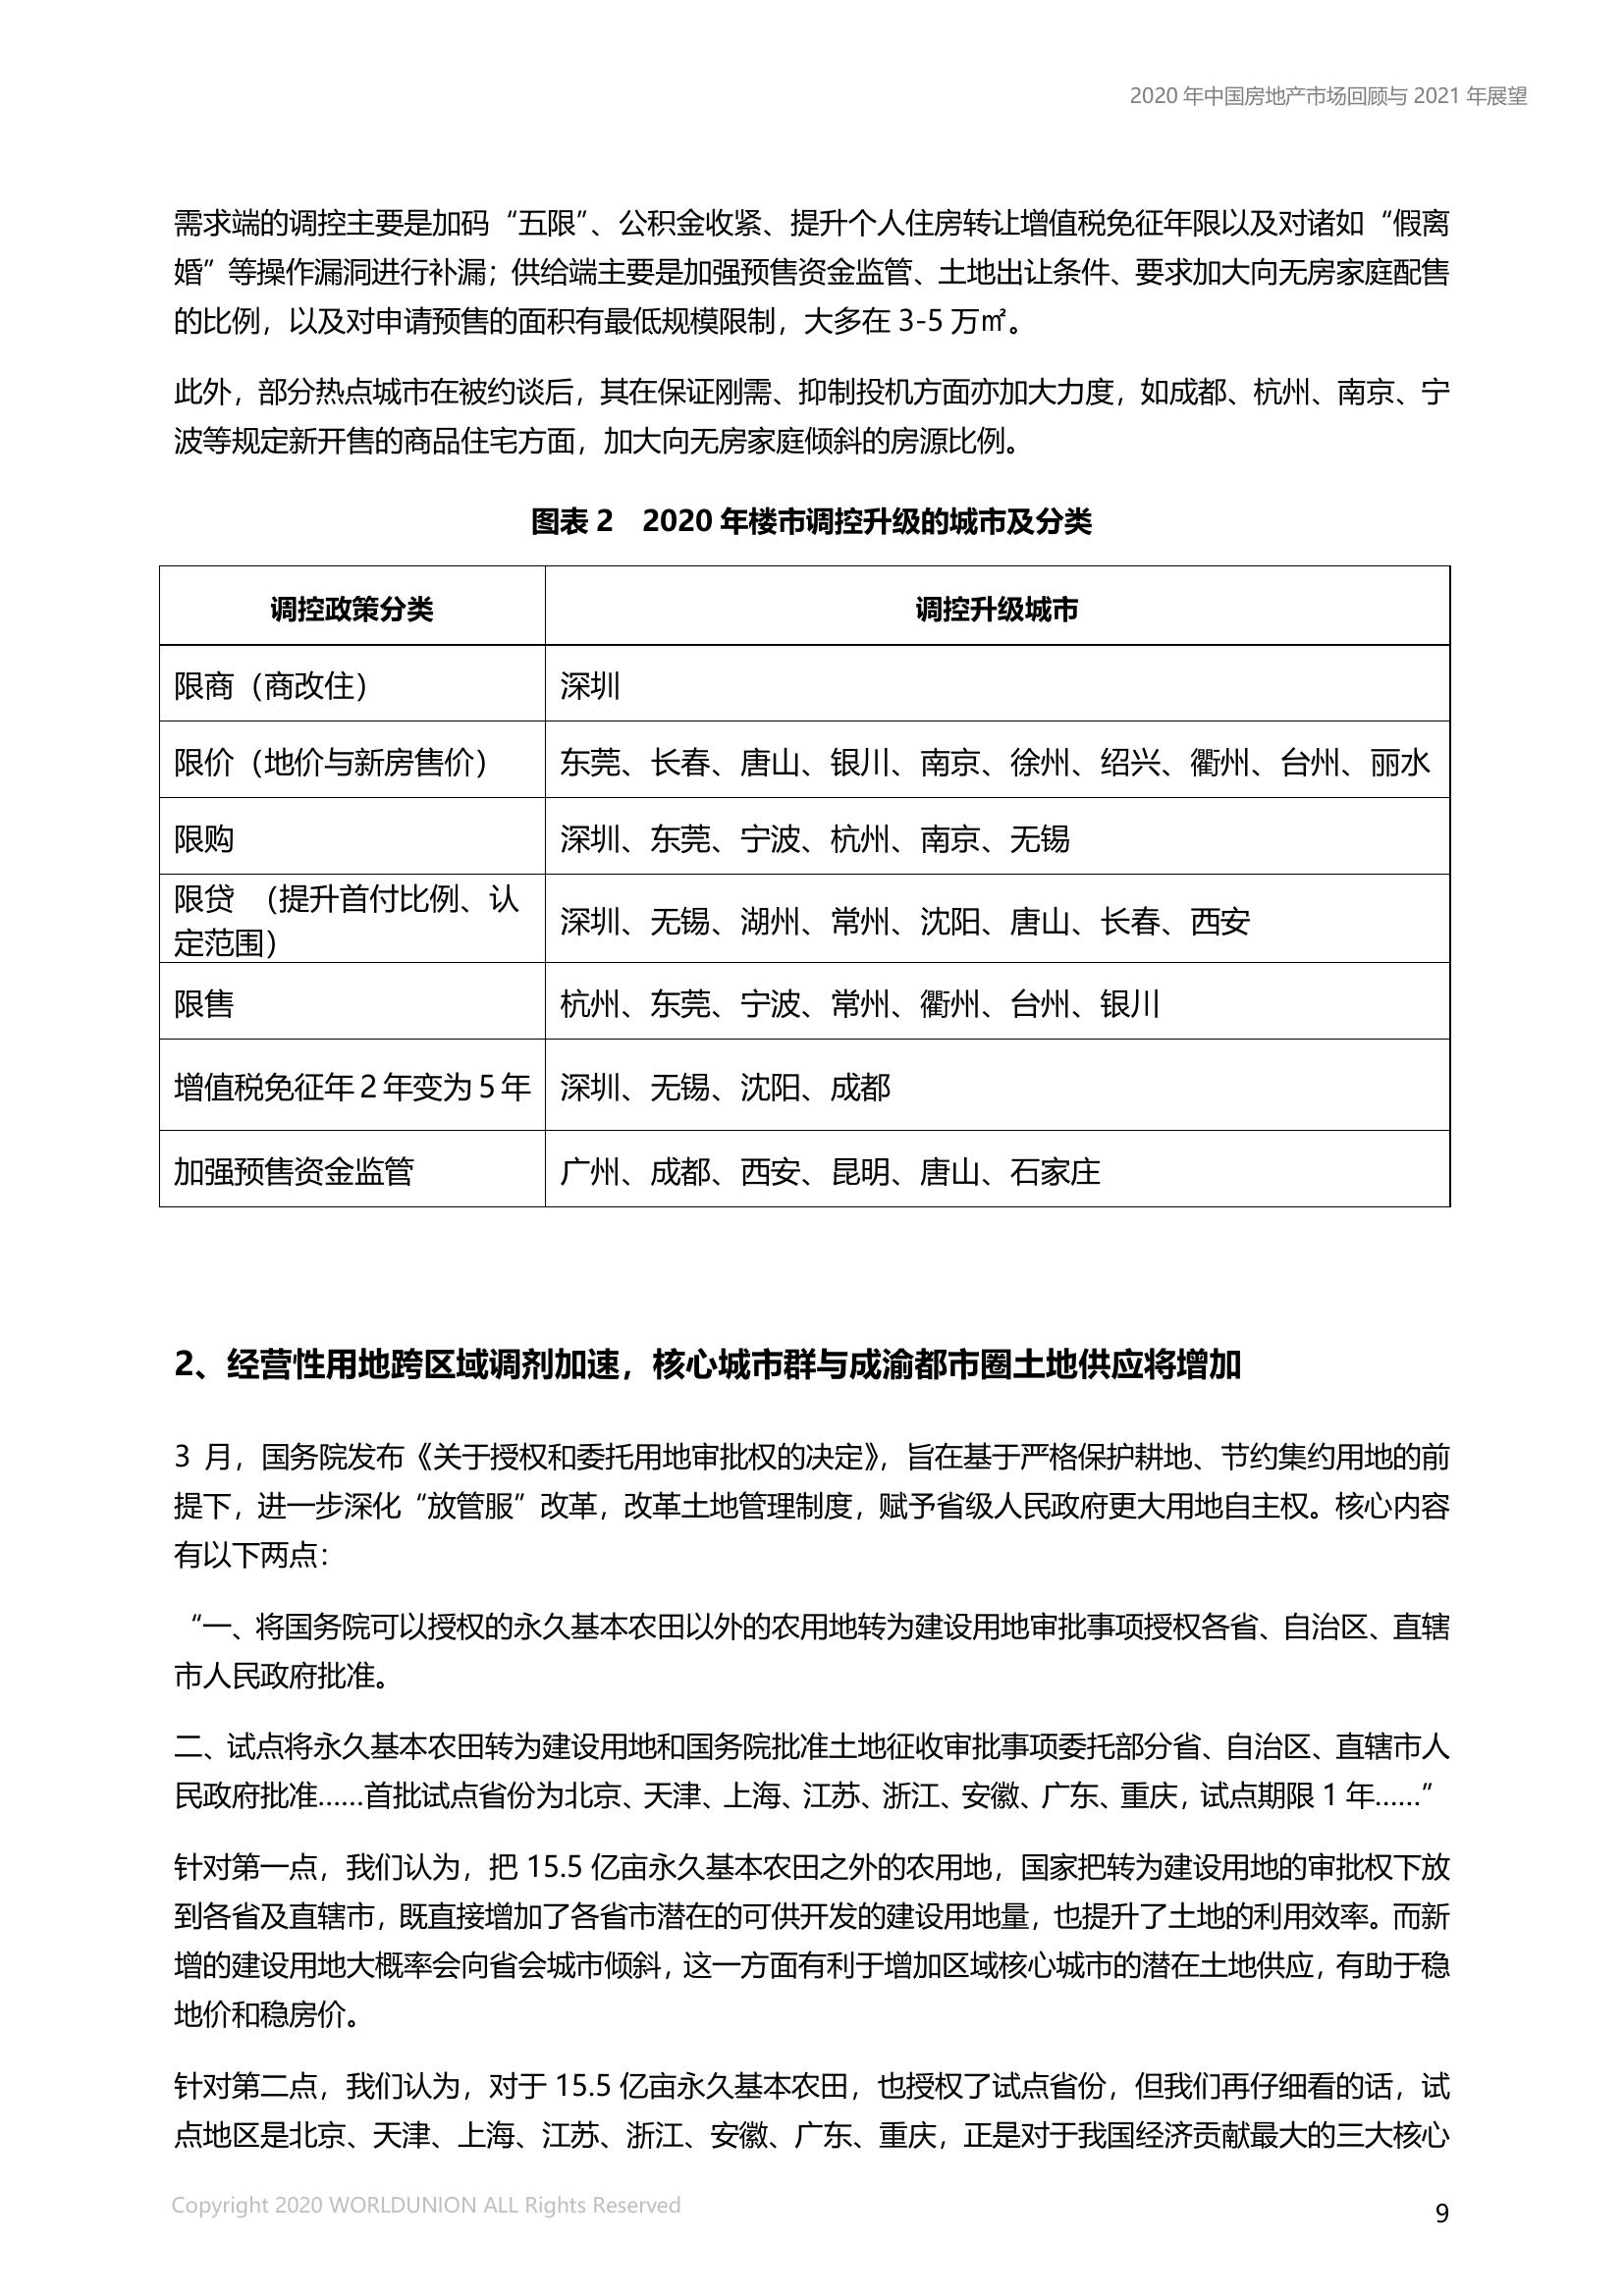 2020 年中国房地产市场回顾与 2021 年展望
需求端的调控主要是加码“五限”、公积金收紧、提升个人住房转让增值税免征年限以及对诸如“假离
婚”等操作漏洞进行补漏；供给端主要是加强预售资金监管、土地出让条件、要求加大向无房家庭配售
的比例，以及对申请预售的面积有最低规模限制，大多在 3-5 万㎡。
此外，部分热点城市在被约谈后，其在保证刚需、抑制投机方面亦加大力度，如成都、杭州、南京、宁
波等规定新开售的商品住宅方面，加大向无房家庭倾斜的房源比例。
图表 2 2020 年楼市调控升级的城市及分类
调控政策分类 调控升级城市
限商（商改住） 深圳
限价（地价与新房售价） 东莞、长春、唐山、银川、南京、徐州、绍兴、衢州、台州、丽水
限购 深圳、东莞、宁波、杭州、南京、无锡
限贷 （提升首付比例、认
定范围） 深圳、无锡、湖州、常州、沈阳、唐山、长春、西安
限售 杭州、东莞、宁波、常州、衢州、台州、银川
增值税免征年 2 年变为 5 年 深圳、无锡、沈阳、成都
加强预售资金监管 广州、成都、西安、昆明、唐山、石家庄
2、经营性用地跨区域调剂加速，核心城市群与成渝都市圈土地供应将增加
3 月，国务院发布《关于授权和委托用地审批权的决定》，旨在基于严格保护耕地、节约集约用地的前
提下，进一步深化“放管服”改革，改革土地管理制度，赋予省级人民政府更大用地自主权。核心内容
有以下两点：
“一、将国务院可以授权的永久基本农田以外的农用地转为建设用地审批事项授权各省、自治区、直辖
市人民政府批准。
二、试点将永久基本农田转为建设用地和国务院批准土地征收审批事项委托部分省、自治区、直辖市人
民政府批准……首批试点省份为北京、天津、上海、江苏、浙江、安徽、广东、重庆，试点期限 1 年……”
针对第一点，我们认为，把 15.5 亿亩永久基本农田之外的农用地，国家把转为建设用地的审批权下放
到各省及直辖市，既直接增加了各省市潜在的可供开发的建设用地量，也提升了土地的利用效率。而新
增的建设用地大概率会向省会城市倾斜，这一方面有利于增加区域核心城市的潜在土地供应，有助于稳
地价和稳房价。
针对第二点，我们认为，对于 15.5 亿亩永久基本农田，也授权了试点省份，但我们再仔细看的话，试
点地区是北京、天津、上海、江苏、浙江、安徽、广东、重庆，正是对于我国经济贡献最大的三大核心
Copyright 2020 WORLDUNION ALL Rights Reserved
9